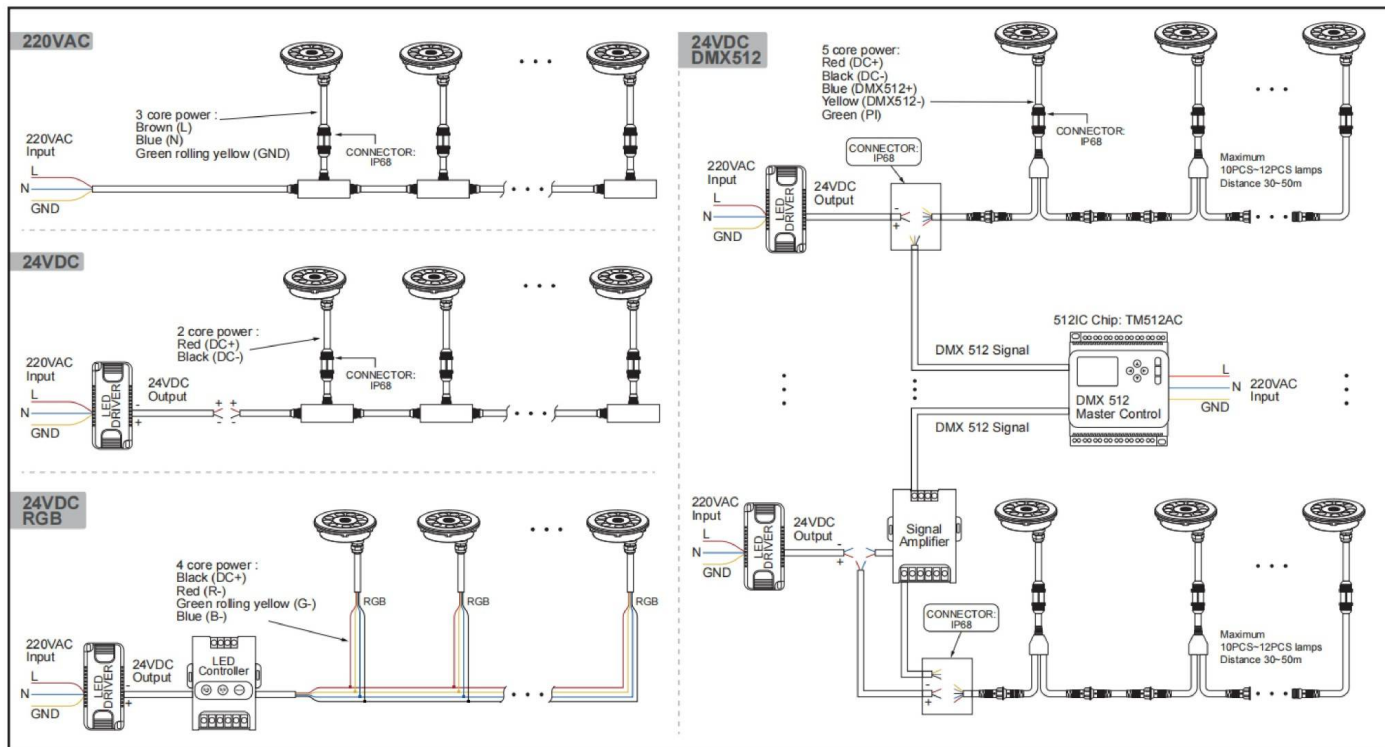 220VAC
3 core power :
Brown (L)
Blue (N)
Green rolling yellow (GND)
CONNECTOR:
IP68
220VAC
Input
L
N
GND
24VDC
2 core power :
Red (DC+)
Black (DC-)
CONNECTOR:
IP68
220VAC
Input
L
N
GND
LED
DRIVER
24VDC
Output
-
+
+ +
- -
24VDC
RGB
4 core power :
Black (DC+)
Red (R-)
Green rolling yellow (G-)
Blue (B-)
RGB
RGB
RGB
220VAC
Input
L
N
GND
LED
DRIVER
24VDC
Output
-
+
LED
Controller
24VDC
DMX512
5 core power:
Red (DC+)
Black (DC-)
Blue (DMX512+)
Yellow (DMX512-)
Green (PI)
CONNECTOR:
IP68
CONNECTOR:
IP68
220VAC
Input
L
N
GND
LED
DRIVER
24VDC
Output
-
+
Maximum
10PCS~12PCS lamps
Distance 30~50m
512IC Chip: TM512AC
DMX 512 Signal
DMX 512
Master Control
L
N
GND
220VAC
Input
DMX 512 Signal
220VAC
Input
L
N
GND
LED
DRIVER
24VDC
Output
-
+
Signal
Amplifier
CONNECTOR:
IP68
-
+
Maximum
10PCS~12PCS lamps
Distance 30~50m